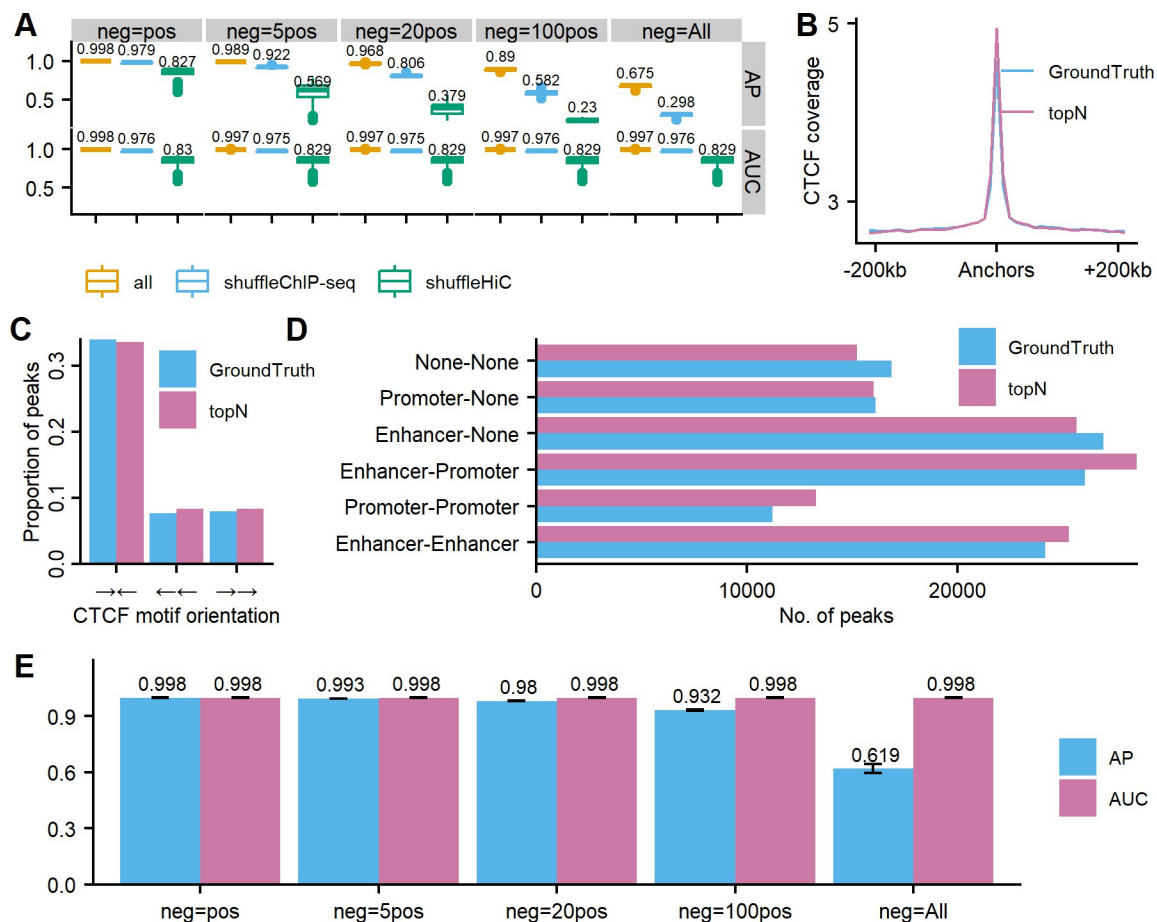 A
neg=pos neg=5pos neg=20pos neg=100pos neg=All
0.998 0.979 0.827 0.989 0.922 0.569 0.968 0.806 0.379 0.89 0.582 0.23 0.675 0.298
1.0
0.5
AP
0.998 0.976 0.83 0.997 0.975 0.829 0.997 0.975 0.829 0.997 0.976 0.829 0.997 0.976 0.829
1.0
0.5
AUC
all shuffleChIP-seq shuffleHiC
B
CTCF coverage
5
3
GroundTruth
topN
-200kb Anchors +200kb
C
Proportion of peaks
0.3
0.2
0.1
0.0
GroundTruth
topN
→← ←← →→
CTCF motif orientation
D
GroundTruth
topN
None-None
Promoter-None
Enhancer-None
Enhancer-Promoter
Promoter-Promoter
Enhancer-Enhancer
0 10000 20000
No. of peaks
E
0.998 0.998 0.993 0.998 0.98 0.998 0.932 0.998 0.619 0.998
0.9
0.6
0.3
0.0
AP
AUC
neg=pos neg=5pos neg=20pos neg=100pos neg=All